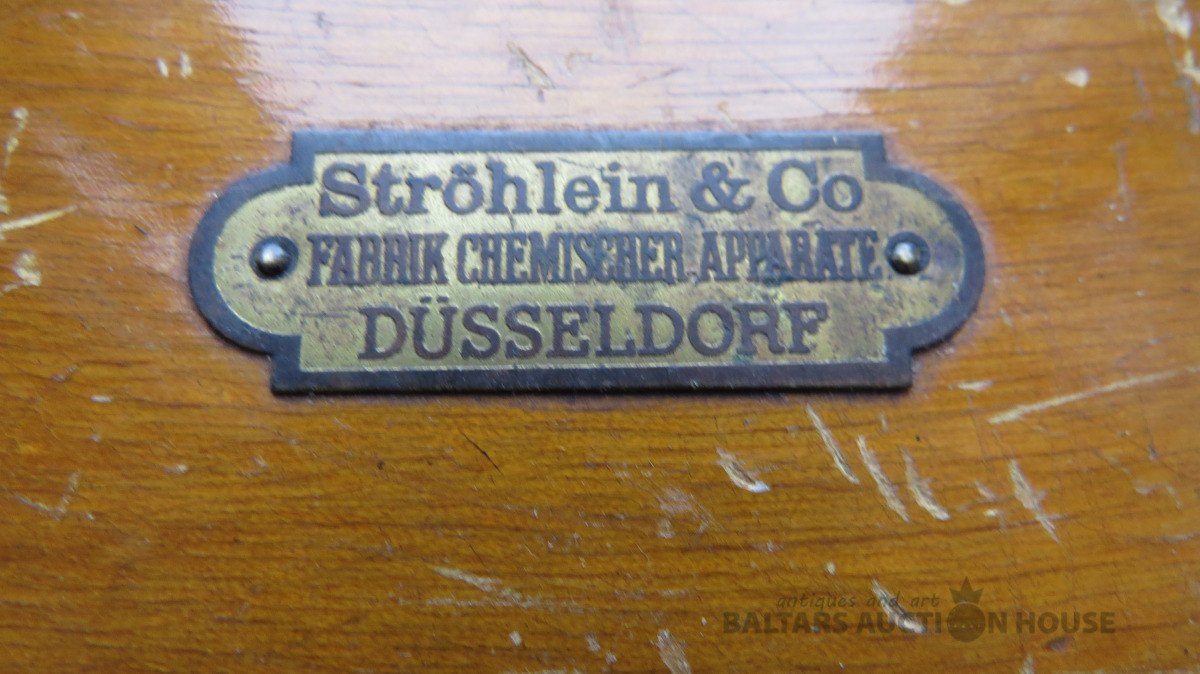 Ströhlein & Co
FABRIK CHEMISCHER APPARATE
DÜSSELDORF
antiques and art
BALTARS AUCTION HOUSE